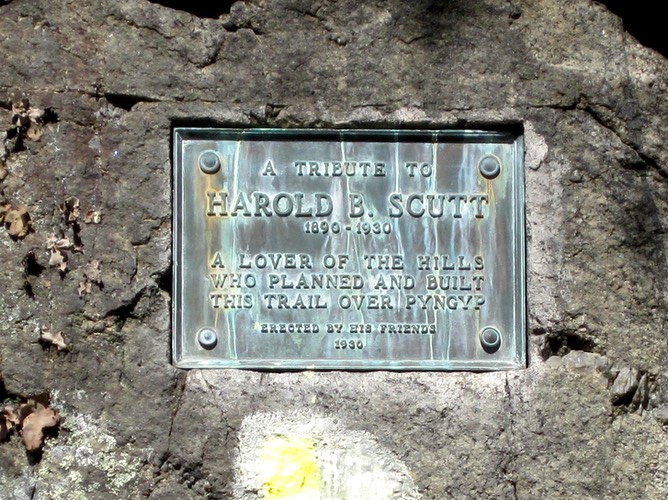 A TRIBUTE TO
HAROLD B. SCUTT
1890 - 1930
A LOVER OF THE HILLS
WHO PLANNED AND BUILT
THIS TRAIL OVER PYNGYP
ERECTED BY HIS FRIENDS
1930